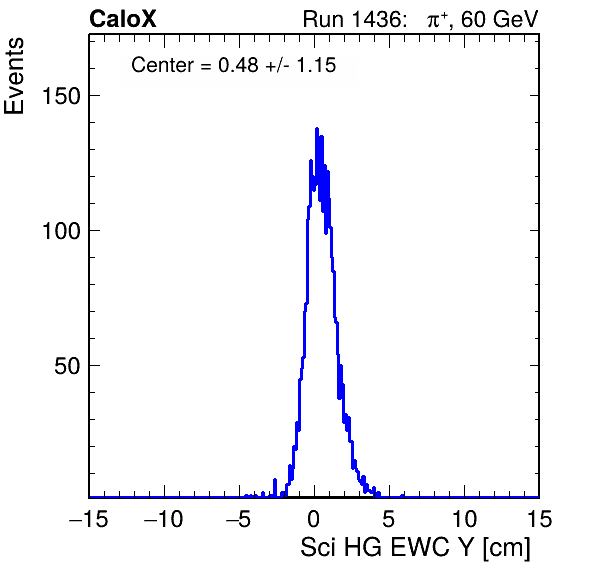 CaloX
Run 1436: π⁺, 60 GeV
Events
Center = 0.48 +/- 1.15
150
100
50
−15 −10 −5 0 5 10 15
Sci HG EWC Y [cm]